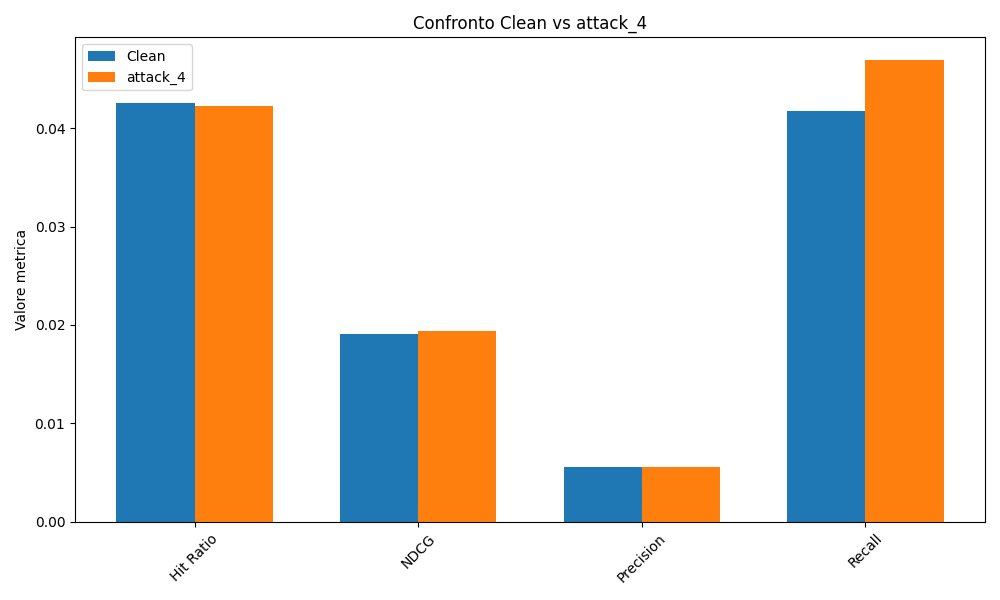 Confronto Clean vs attack_4
Clean
attack_4
Valore metrica
0.04
0.03
0.02
0.01
0.00
Hit Ratio
NDCG
Precision
Recall